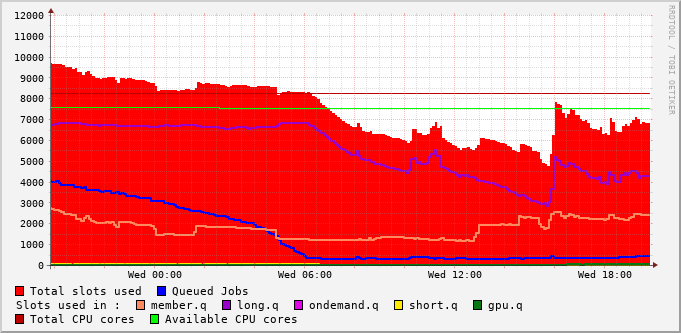 12000
11000
10000
9000
8000
7000
6000
5000
4000
3000
2000
1000
0
Wed 00:00 Wed 06:00 Wed 12:00 Wed 18:00
RRDTOOL / TOBI OETIKER
Total slots used Queued Jobs
Slots used in : member.q long.q ondemand.q short.q gpu.q
Total CPU cores Available CPU cores